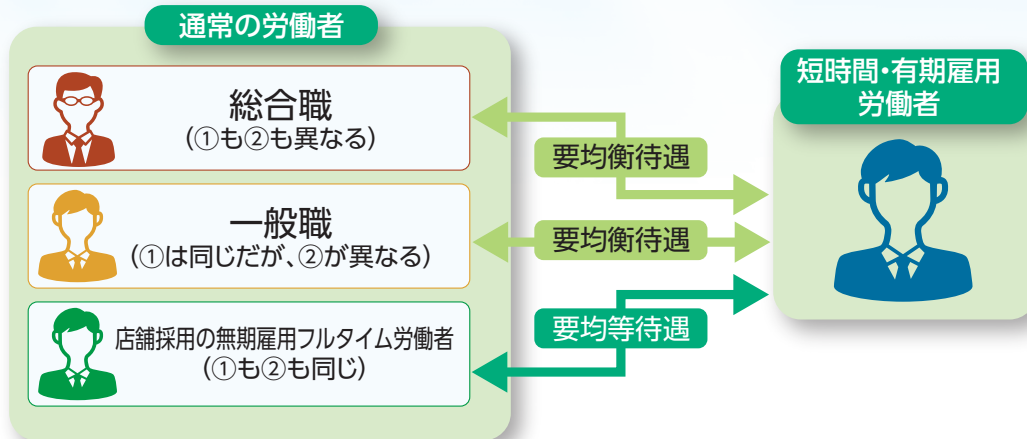 通常の労働者
総合職
(①も②も異なる)
一般職
(①は同じだが、②が異なる)
店舗採用の無期雇用フルタイム労働者
(①も②も同じ)
要均衡待遇
要均衡待遇
要均等待遇
短時間・有期雇用
労働者